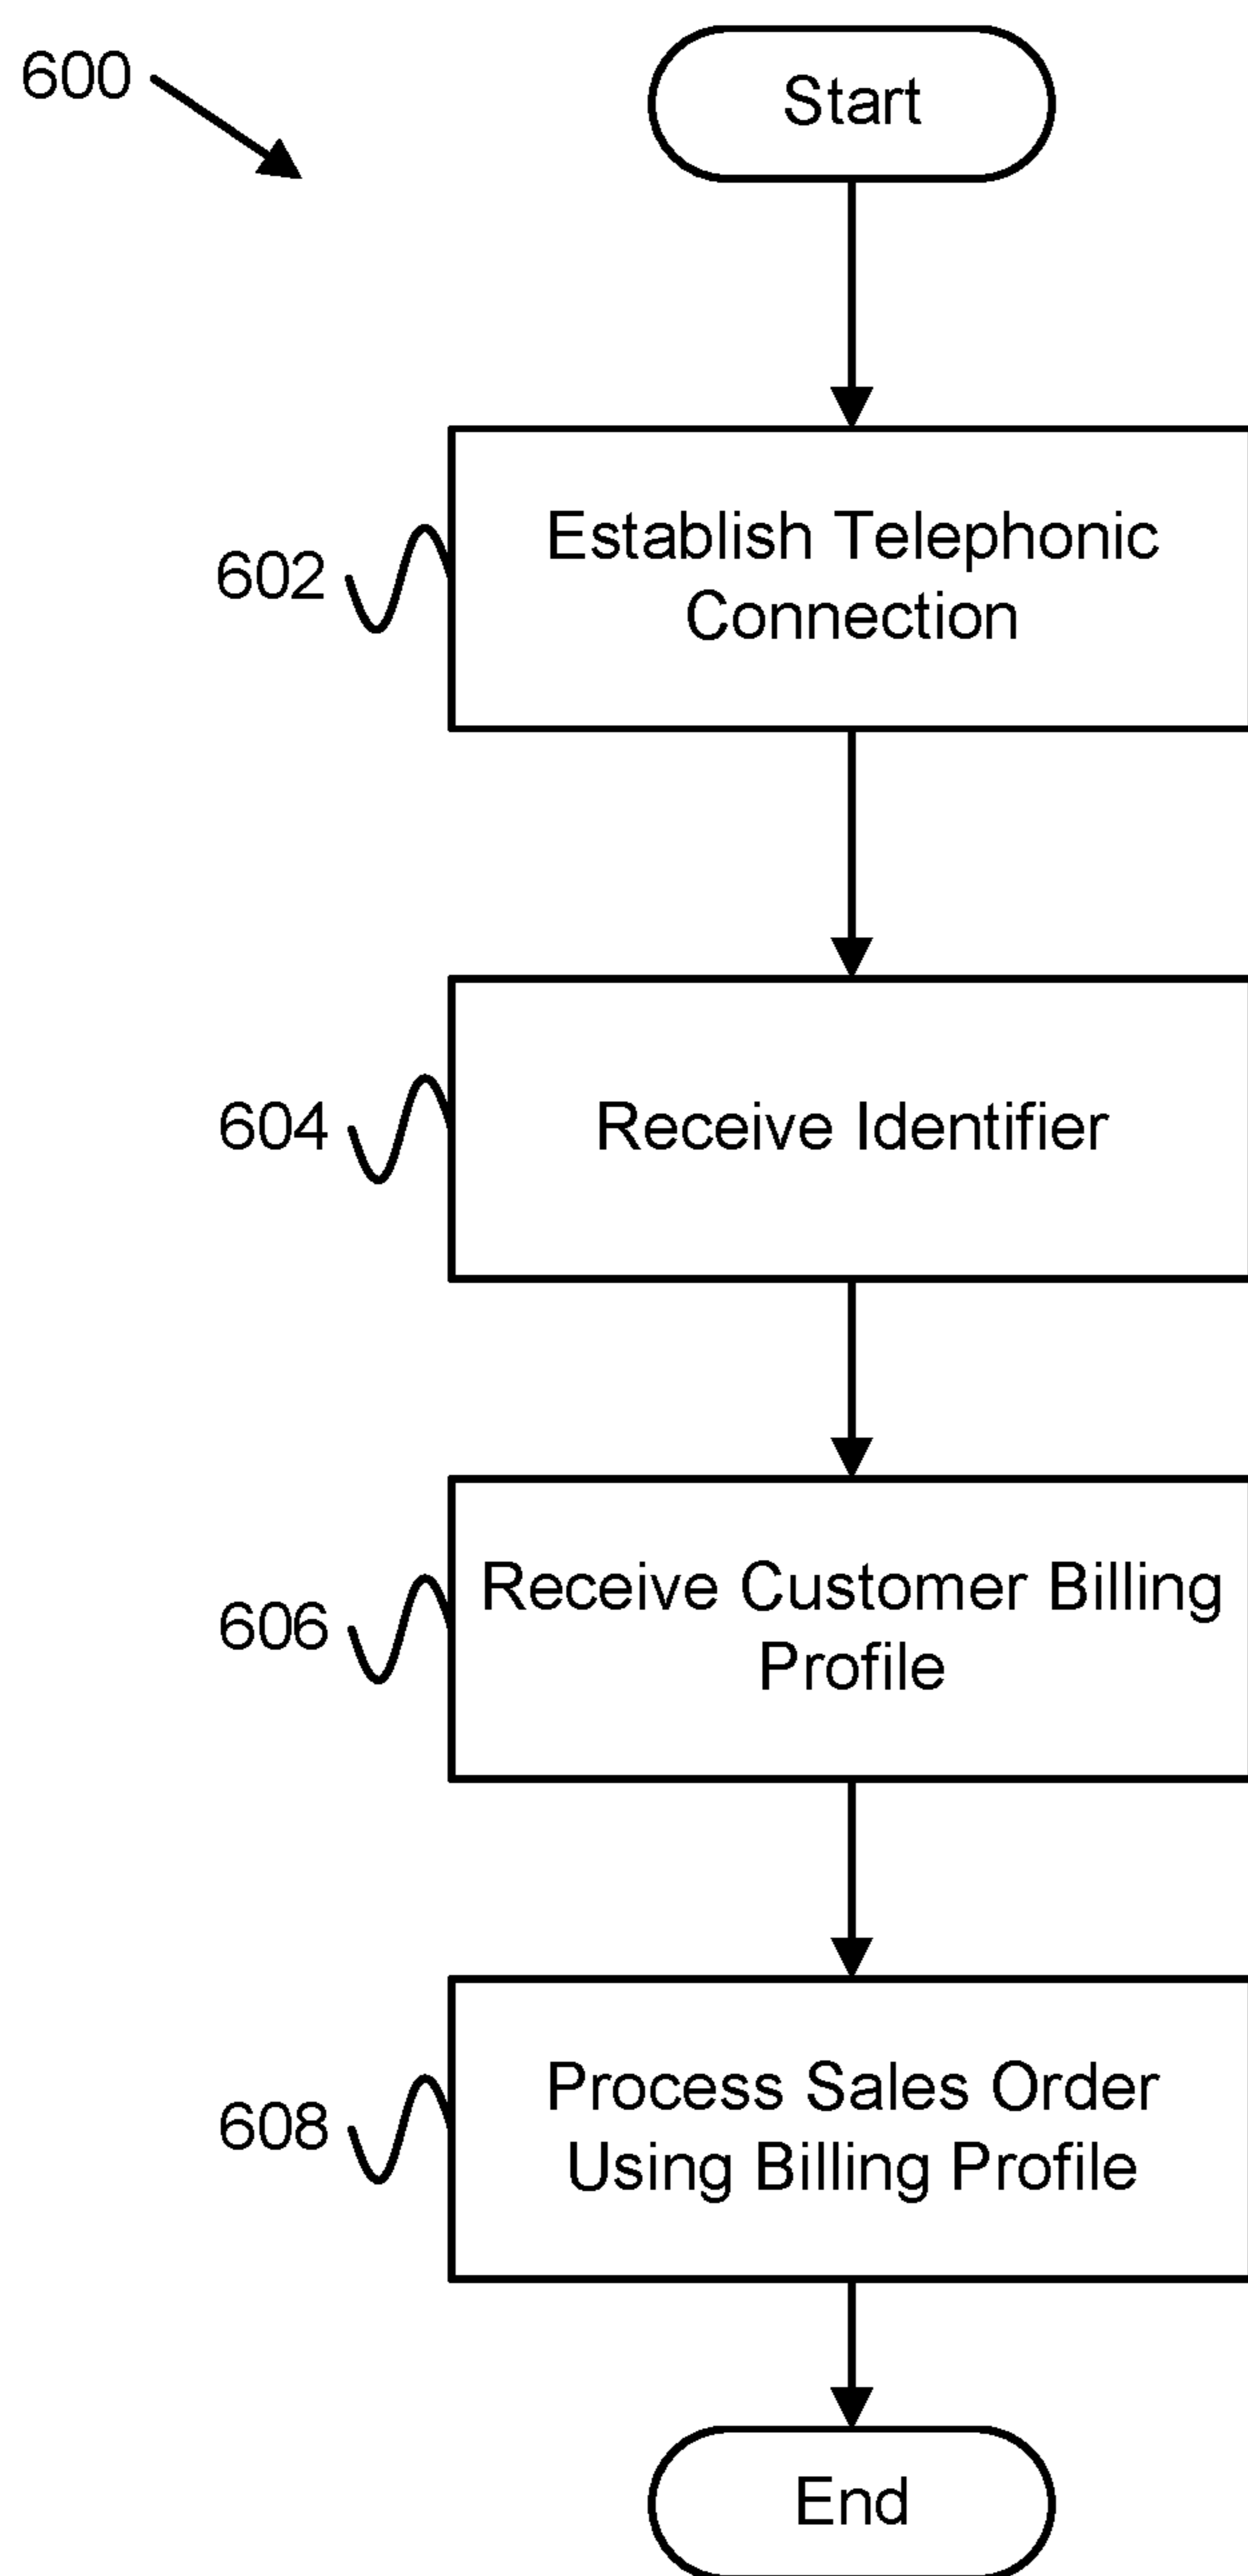 600
Start
602
Establish Telephonic
Connection
604
Receive Identifier
606
Receive Customer Billing
Profile
608
Process Sales Order
Using Billing Profile
End